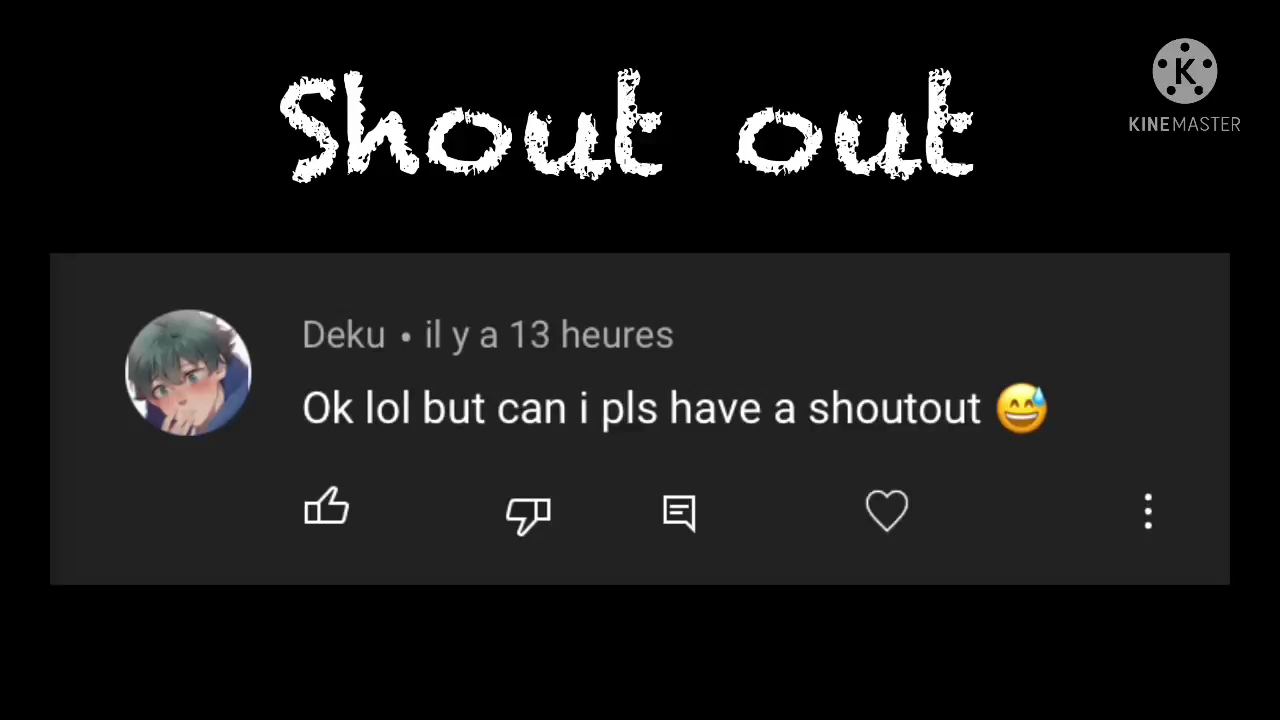 Shout out
K
KINEMASTER
Deku • il y a 13 heures
Ok lol but can i pls have a shoutout 😅